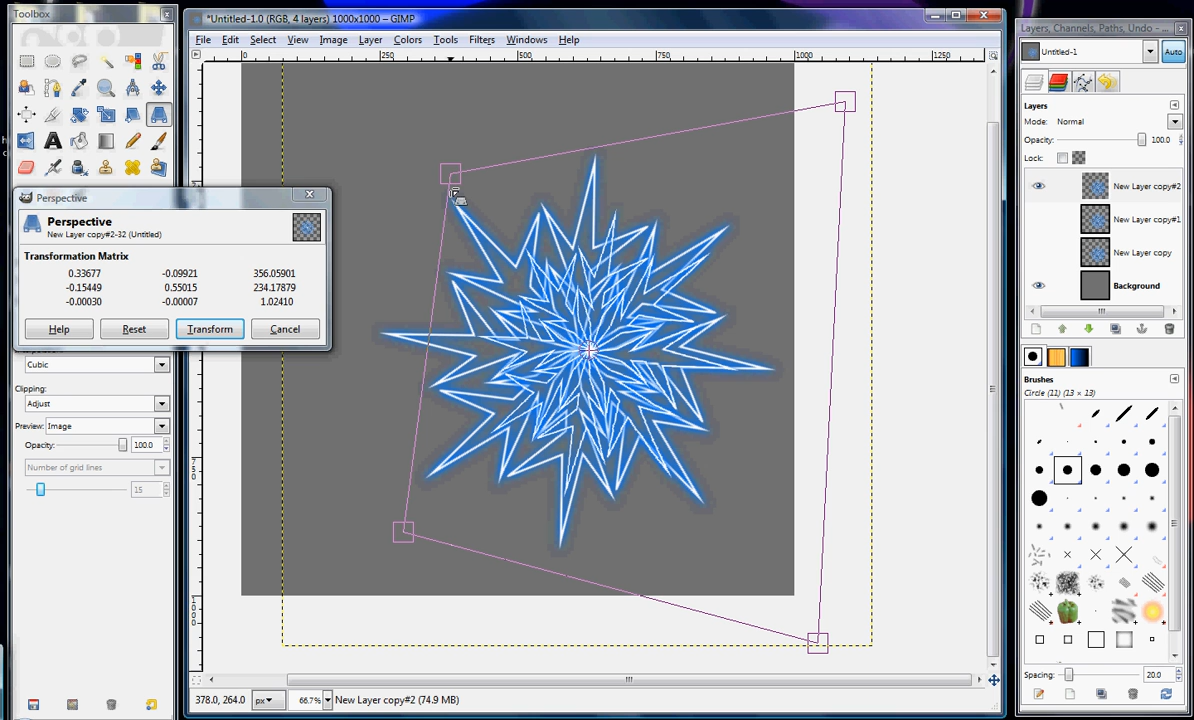 Toolbox
Perspective
Perspective
New Layer copy#2-32 (Untitled)
Transformation Matrix
0.33677 -0.09921 356.05901
-0.15449 0.55015 234.17879
-0.00030 -0.00007 1.02410
Help Reset Transform Cancel
Cubic
Clipping:
Adjust
Preview: Image
Opacity: 100.0
Number of grid lines
15
*Untitled-1.0 (RGB, 4 layers) 1000x1000 – GIMP
File Edit Select View Image Layer Colors Tools Filters Windows Help
0 250 500 750 1000 1250
750
1000
378.0, 264.0 px 66.7% New Layer copy#2 (74.9 MB)
Layers, Channels, Paths, Undo - ...
Untitled-1 Auto
Layers
Mode: Normal
Opacity: 100.0
Lock:
New Layer copy#2
New Layer copy#1
New Layer copy
Background
Brushes
Circle (11) (13 × 13)
Spacing: 20.0